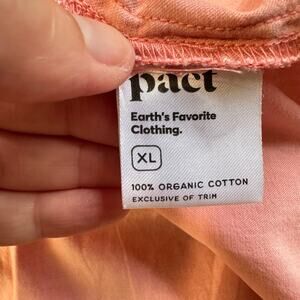 pact
Earth's Favorite
Clothing.
XL
100% ORGANIC COTTON
EXCLUSIVE OF TRIM